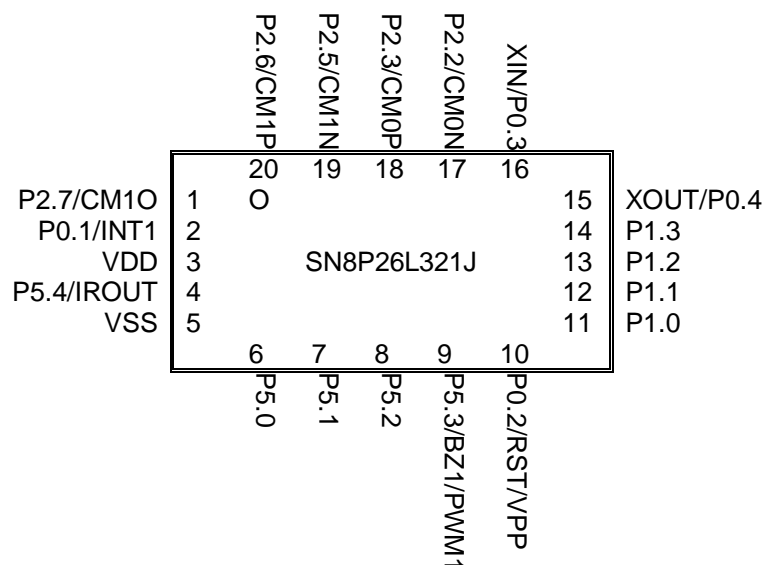 P2.6/CM1P
P2.5/CM1N
P2.3/CM0P
P2.2/CM0N
XIN/P0.3
20 19 18 17 16
P2.7/CM1O 1 O 15 XOUT/P0.4
P0.1/INT1 2 14 P1.3
VDD 3 SN8P26L321J 13 P1.2
P5.4/IROUT 4 12 P1.1
VSS 5 11 P1.0
6 7 8 9 10
P5.0
P5.1
P5.2
P5.3/BZ1/PWM1
P0.2/RST/VPP